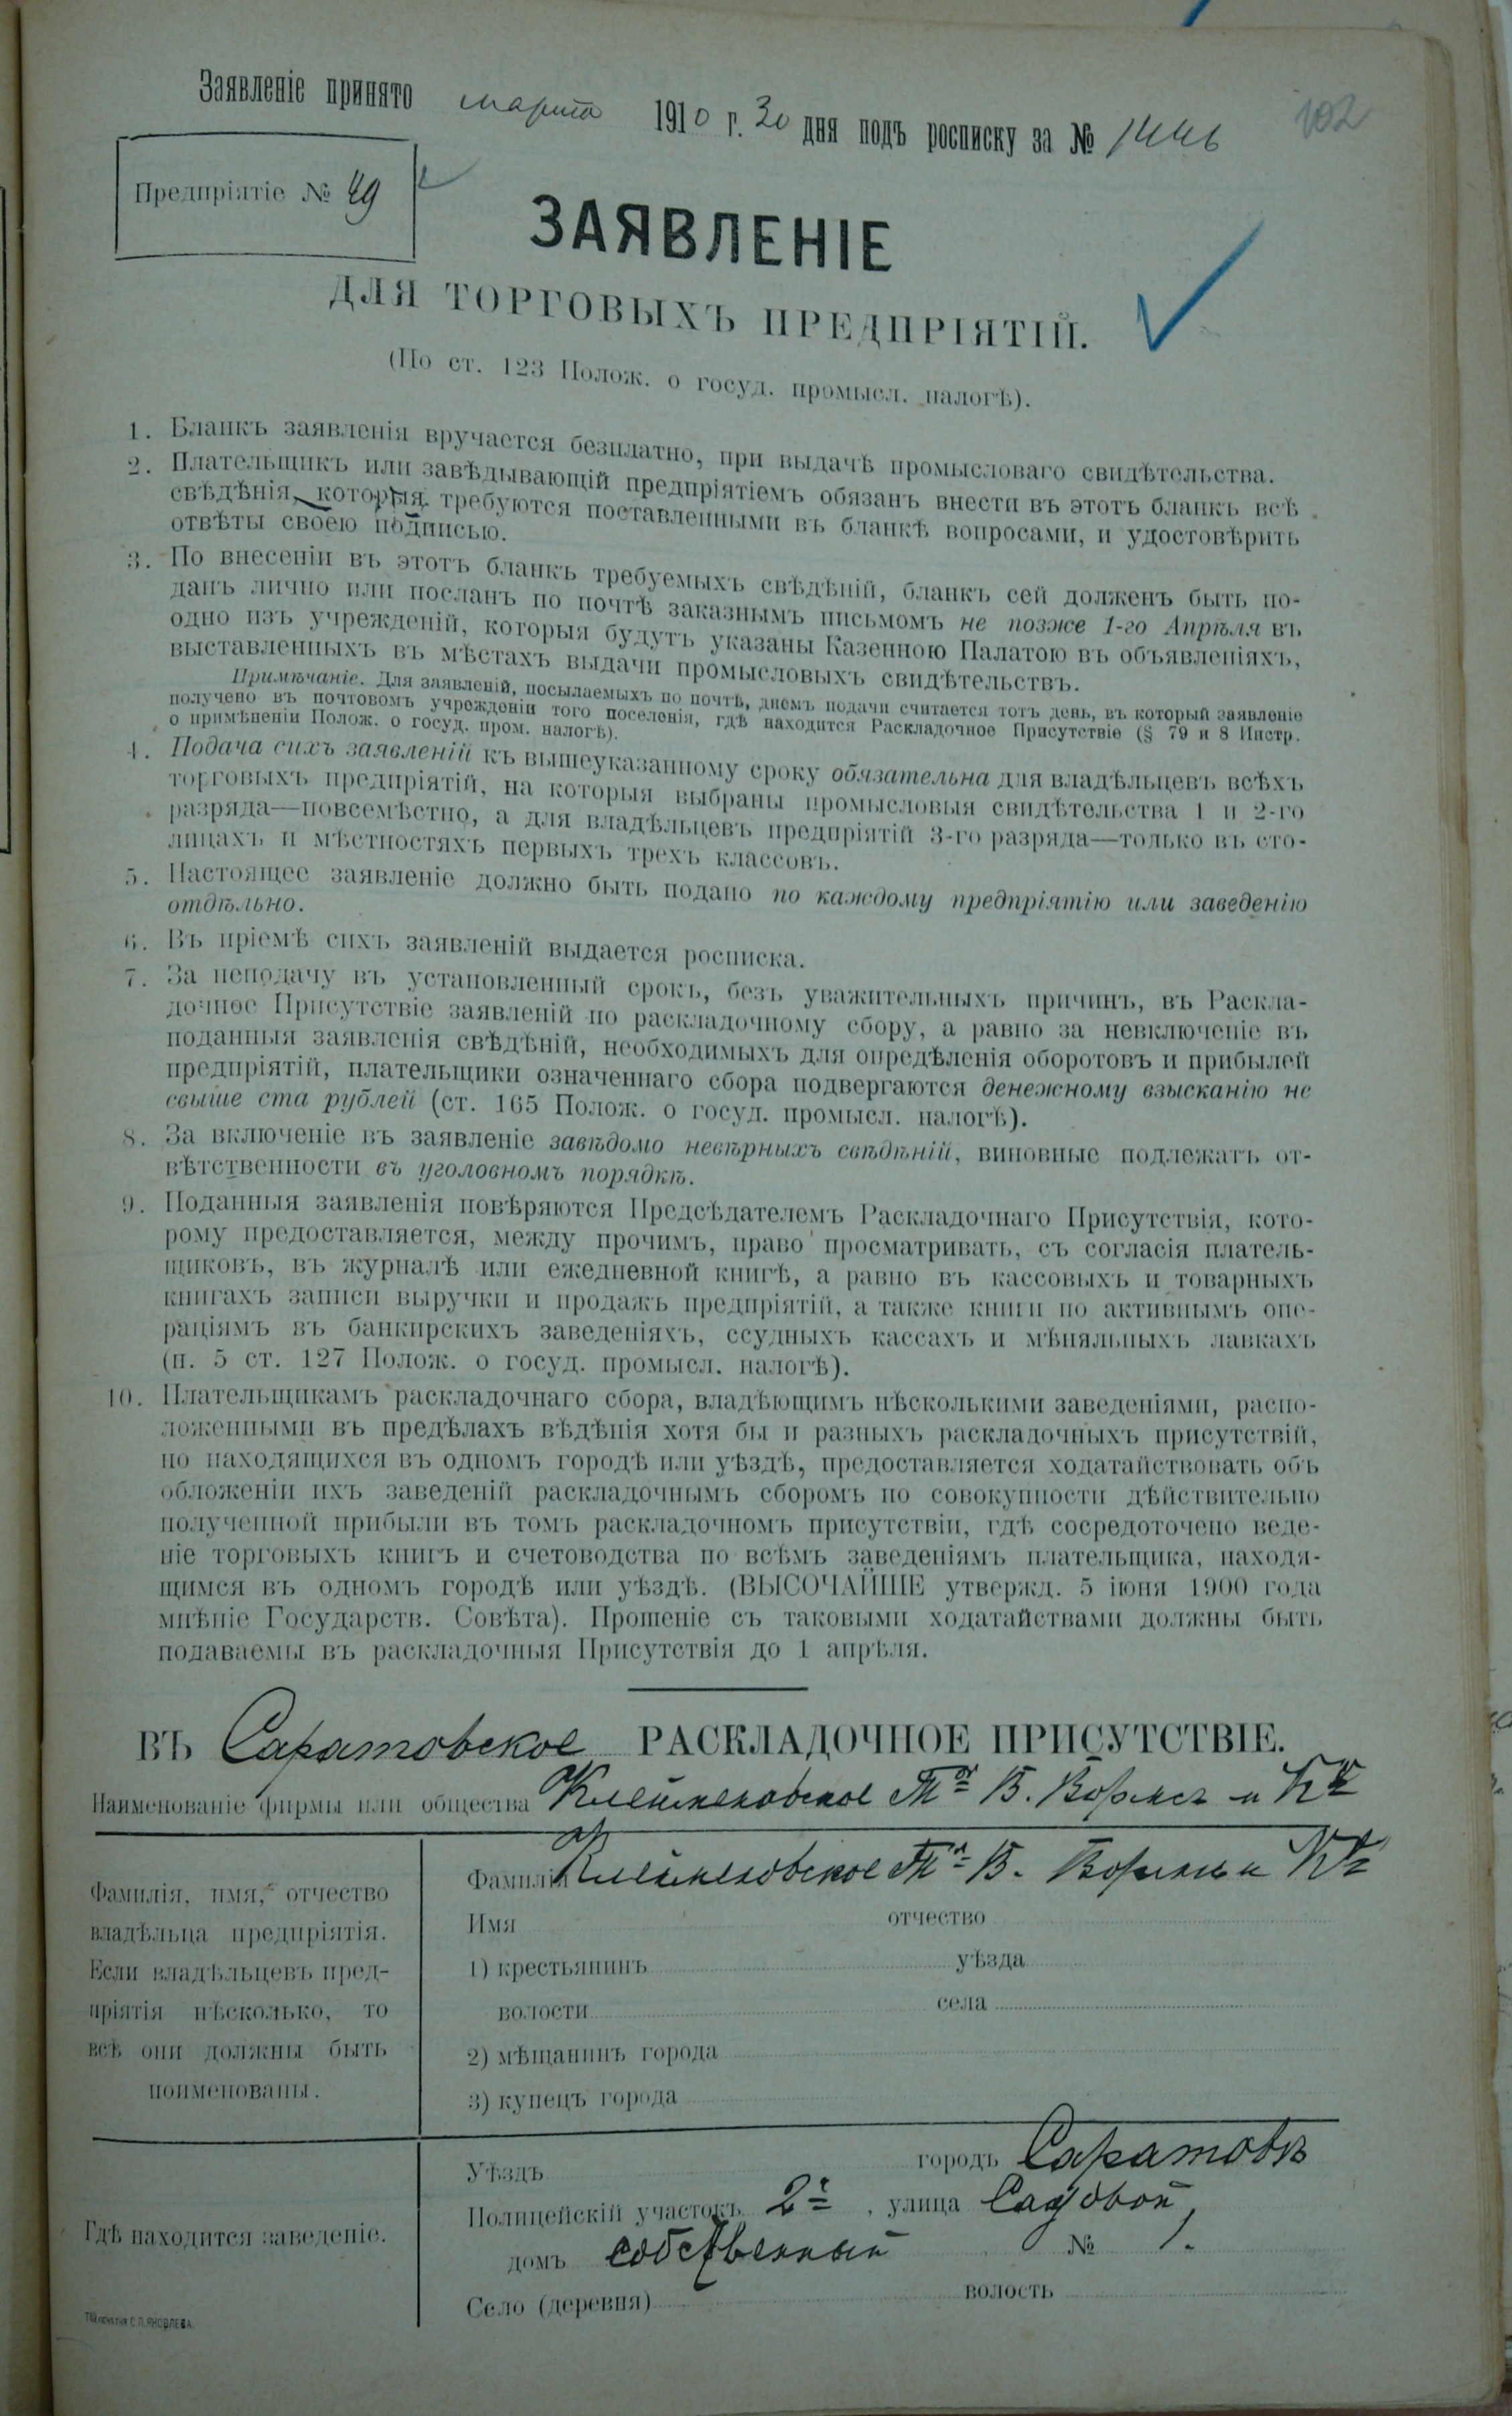 Заявленіе принято марта 1910 г. 30 дня подъ росписку за № 1446
102
Предпріятіе № 49
ЗАЯВЛЕНІЕ
ДЛЯ ТОРГОВЫХЪ ПРЕДПРІЯТІЙ.
(По ст. 123 Полож. о госуд. промысл. налогѣ).
1. Бланкъ заявленія вручается безплатно, при выдачѣ промысловаго свидѣтельства.
2. Плательщикъ или завѣдывающій предпріятіемъ обязанъ внести въ этотъ бланкъ всѣ
свѣдѣнія, которыя требуются поставленными въ бланкѣ вопросами, и удостовѣрить
отвѣты своею подписью.
3. По внесеніи въ этотъ бланкъ требуемыхъ свѣдѣній, бланкъ сей долженъ быть по-
данъ лично или посланъ по почтѣ заказнымъ письмомъ не позже 1-го Апрѣля въ
одно изъ учрежденій, которыя будутъ указаны Казенною Палатою въ объявленіяхъ,
выставленныхъ въ мѣстахъ выдачи промысловыхъ свидѣтельствъ.
Примѣчаніе. Для заявленій, посылаемыхъ по почтѣ, днемъ подачи считается тотъ день, въ который заявленіе
получено въ почтовомъ учрежденіи того поселенія, гдѣ находится Раскладочное Присутствіе (§ 79 и 8 Инстр.
о примѣненіи Полож. о госуд. пром. налогѣ).
4. Подача сихъ заявленій къ вышеуказанному сроку обязательна для владѣльцевъ всѣхъ
торговыхъ предпріятій, на которыя выбраны промысловыя свидѣтельства 1 и 2-го
разряда—повсемѣстно, а для владѣльцевъ предпріятій 3-го разряда—только въ сто-
лицахъ и мѣстностяхъ первыхъ трехъ классовъ.
5. Настоящее заявленіе должно быть подано по каждому предпріятію или заведенію
отдѣльно.
6. Въ пріемѣ сихъ заявленій выдается росписка.
7. За неподачу въ установленный срокъ, безъ уважительныхъ причинъ, въ Раскла-
дочное Присутствіе заявленій по раскладочному сбору, а равно за невключеніе въ
поданныя заявленія свѣдѣній, необходимыхъ для опредѣленія оборотовъ и прибылей
предпріятій, плательщики означеннаго сбора подвергаются денежному взысканію не
свыше ста рублей (ст. 165 Полож. о госуд. промысл. налогѣ).
8. За включеніе въ заявленіе завѣдомо невѣрныхъ свѣдѣній, виновные подлежатъ от-
вѣтственности въ уголовномъ порядкѣ.
9. Поданныя заявленія повѣряются Предсѣдателемъ Раскладочнаго Присутствія, кото-
рому предоставляется, между прочимъ, право просматривать, съ согласія платель-
щиковъ, въ журналѣ или ежедневной книгѣ, а равно въ кассовыхъ и товарныхъ
книгахъ записи выручки и продажъ предпріятій, а также книги по активнымъ опе-
раціямъ въ банкирскихъ заведеніяхъ, ссудныхъ кассахъ и мѣняльныхъ лавкахъ
(п. 5 ст. 127 Полож. о госуд. промысл. налогѣ).
10. Плательщикамъ раскладочнаго сбора, владѣющимъ нѣсколькими заведеніями, распо-
ложенными въ предѣлахъ вѣдѣнія хотя бы и разныхъ раскладочныхъ присутствій,
но находящихся въ одномъ городѣ или уѣздѣ, предоставляется ходатайствовать объ
обложеніи ихъ заведеній раскладочнымъ сборомъ по совокупности дѣйствительно
полученной прибыли въ томъ раскладочномъ присутствіи, гдѣ сосредоточено веде-
ніе торговыхъ книгъ и счетоводства по всѣмъ заведеніямъ плательщика, находя-
щимся въ одномъ городѣ или уѣздѣ. (ВЫСОЧАЙШЕ утвержд. 5 іюня 1900 года
мнѣніе Государств. Совѣта). Прошеніе съ таковыми ходатайствами должны быть
подаваемы въ раскладочныя Присутствія до 1 апрѣля.
ВЪ Саратовское РАСКЛАДОЧНОЕ ПРИСУТСТВІЕ.
Наименованіе фирмы или общества Клейменовское Т-о В. и К-о
Фамилія, имя, отчество
владѣльца предпріятія.
Если владѣльцевъ пред-
пріятія нѣсколько, то
всѣ они должны быть
поименованы.
Фамилія Клейменовское Т-о В. и К-о
Имя отчество
1) крестьянинъ уѣзда
волости села
2) мѣщанинъ города
3) купецъ города
Гдѣ находится заведеніе.
Уѣздъ городъ Саратовъ
Полицейскій участокъ 2й, улица Садовой,
домъ собственный № 1.
Село (деревня) волость
Типо-литогр. С. П. ЯКОВЛЕВА.